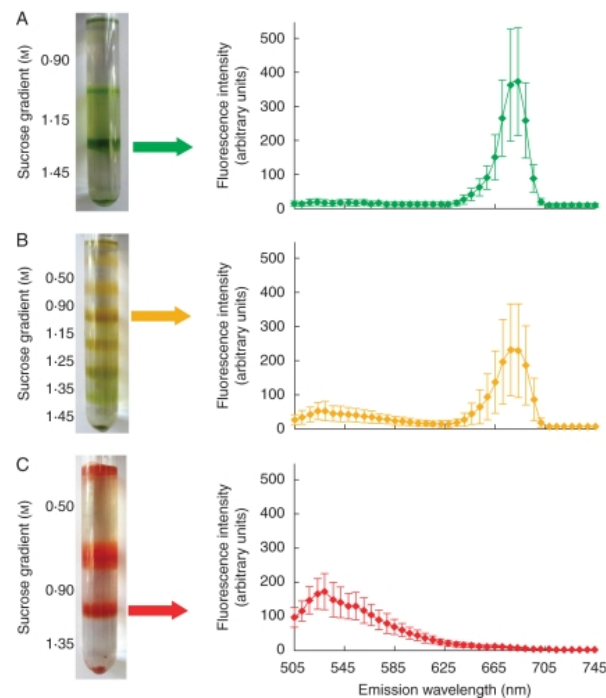 A
Sucrose gradient (M)
0·90
1·15
1·45
Fluorescence intensity
(arbitrary units)
500
400
300
200
100
0
B
Sucrose gradient (M)
0·50
0·90
1·15
1·25
1·35
1·45
Fluorescence intensity
(arbitrary units)
500
400
300
200
100
0
C
Sucrose gradient (M)
0·50
0·90
1·35
Fluorescence intensity
(arbitrary units)
500
400
300
200
100
0
505 545 585 625 665 705 745
Emission wavelength (nm)